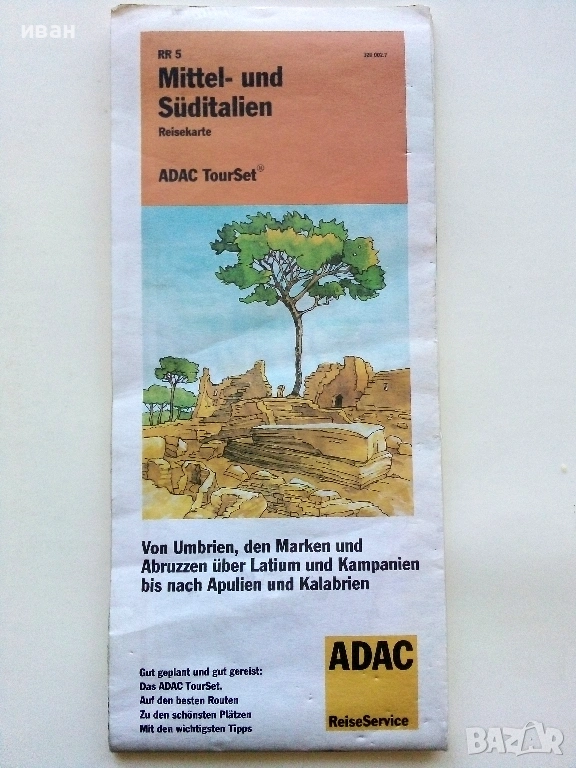 иван
RR 5
Mittel- und
Süditalien
Reisekarte
ADAC TourSet®
Von Umbrien, den Marken und
Abruzzen über Latium und Kampanien
bis nach Apulien und Kalabrien
Gut geplant und gut gereist:
Das ADAC TourSet.
Auf den besten Routen
Zu den schönsten Plätzen
Mit den wichtigsten Tipps
ADAC
ReiseService
BAZAR
bg